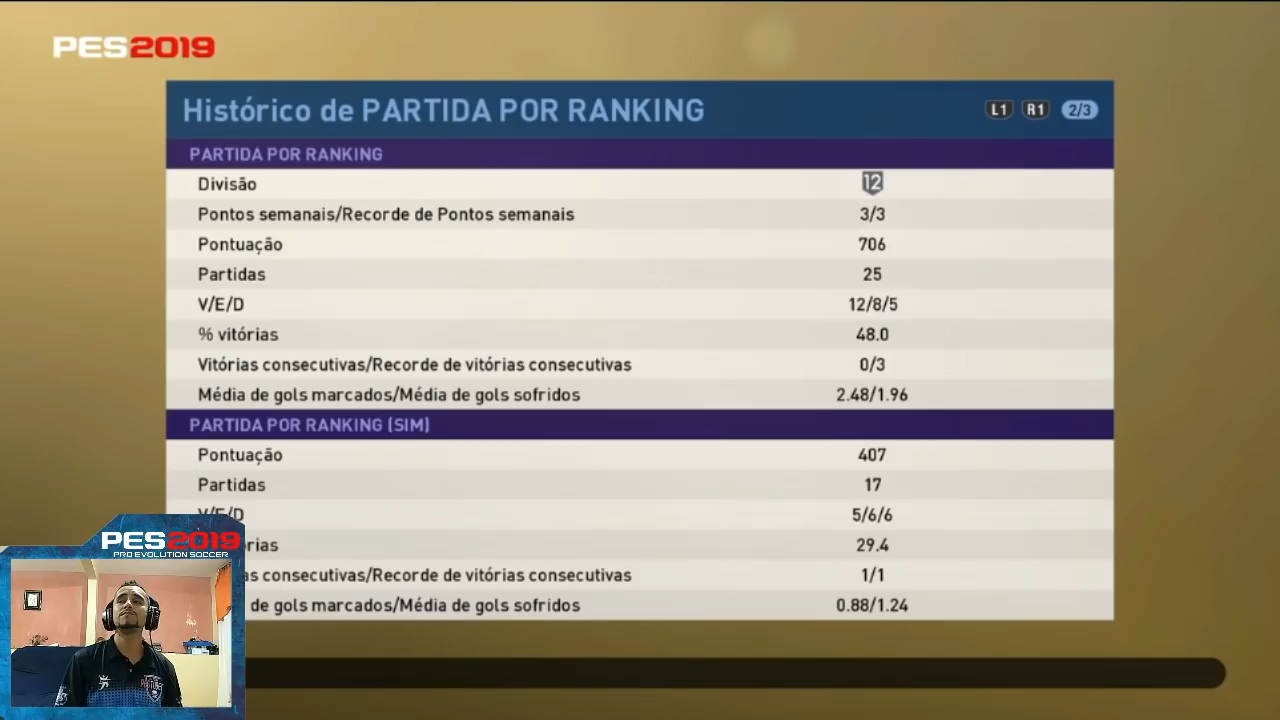 PES2019
Histórico de PARTIDA POR RANKING
L1 R1 2/3
PARTIDA POR RANKING
Divisão 12
Pontos semanais/Recorde de Pontos semanais 3/3
Pontuação 706
Partidas 25
V/E/D 12/8/5
% vitórias 48.0
Vitórias consecutivas/Recorde de vitórias consecutivas 0/3
Média de gols marcados/Média de gols sofridos 2.48/1.96
PARTIDA POR RANKING (SIM)
Pontuação 407
Partidas 17
V/E/D 5/6/6
rias 29.4
as consecutivas/Recorde de vitórias consecutivas 1/1
de gols marcados/Média de gols sofridos 0.88/1.24
PES2019
PRO EVOLUTION SOCCER